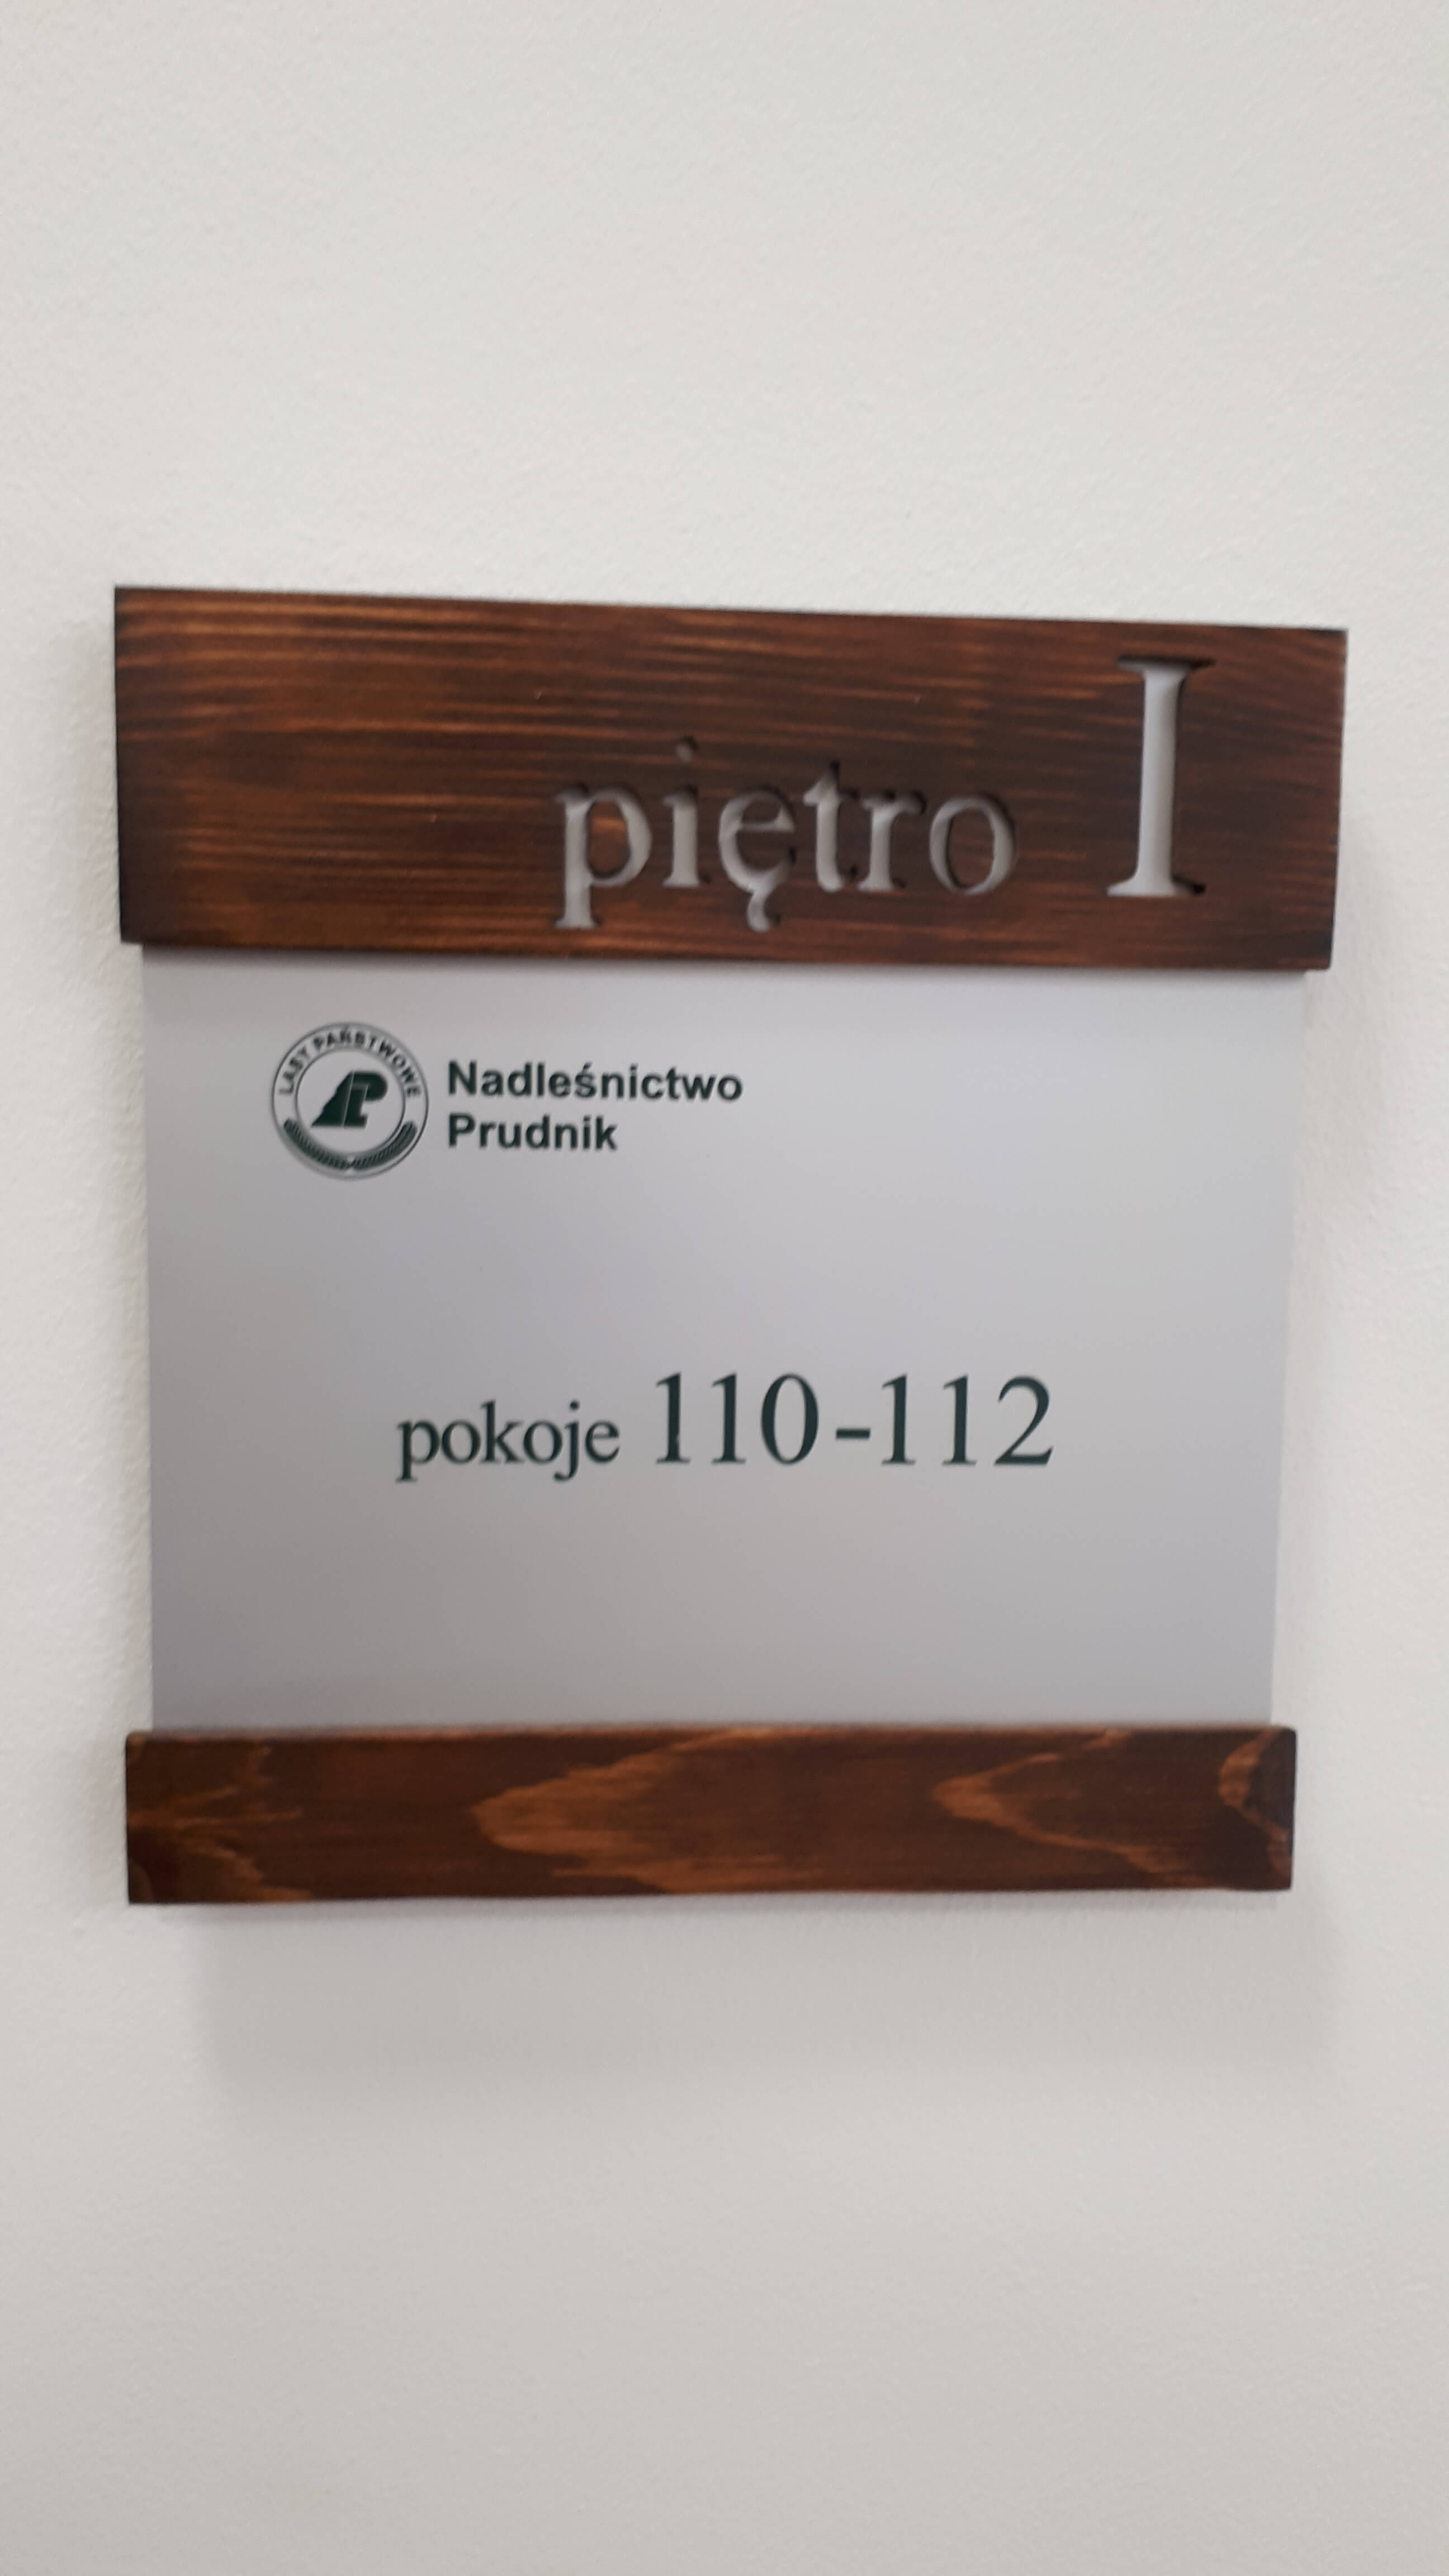 piętro I
LASY PAŃSTWOWE
Nadleśnictwo
Prudnik
pokoje 110-112